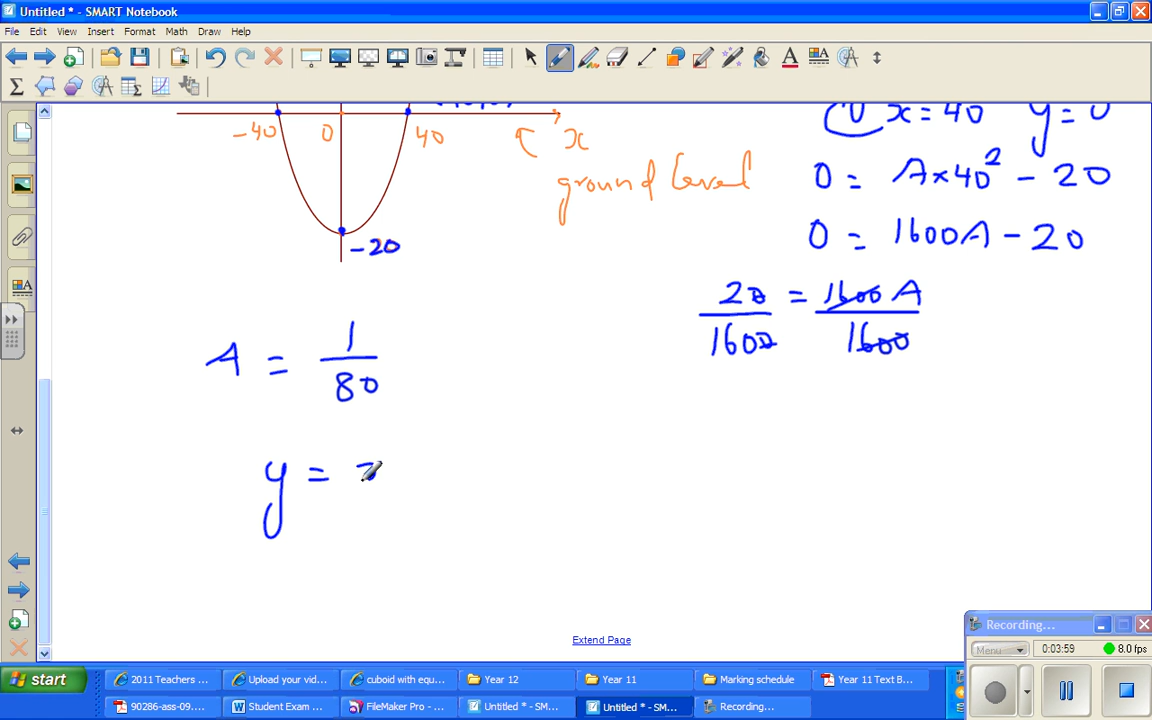 Untitled * - SMART Notebook
File Edit View Insert Format Math Draw Help
-40 0 40 x
ground level
-20
x = 40 y = 0
0 = A×40² - 20
0 = 1600A - 20
20/1600 = 1600A/1600
A = 1/80
y =
Extend Page
Recording...
Menu 0:03:59 8.0 fps
start 2011 Teachers ... Upload your vid... cuboid with equ... Year 12 Year 11 Marking schedule Year 11 Text B...
90286-ass-09.... Student Exam ... FileMaker Pro - ... Untitled * - SM... Untitled * - SM... Recording...